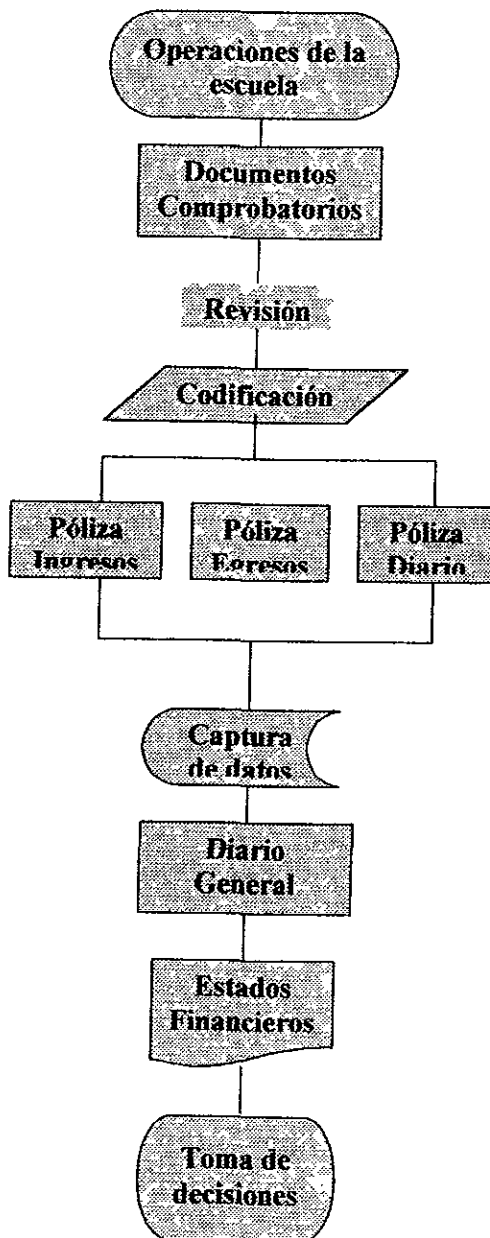 Operaciones de la
escuela
Documentos
Comprobatorios
Revisión
Codificación
Póliza
Ingresos
Póliza
Egresos
Póliza
Diario
Captura
de datos
Diario
General
Estados
Financieros
Toma de
decisiones